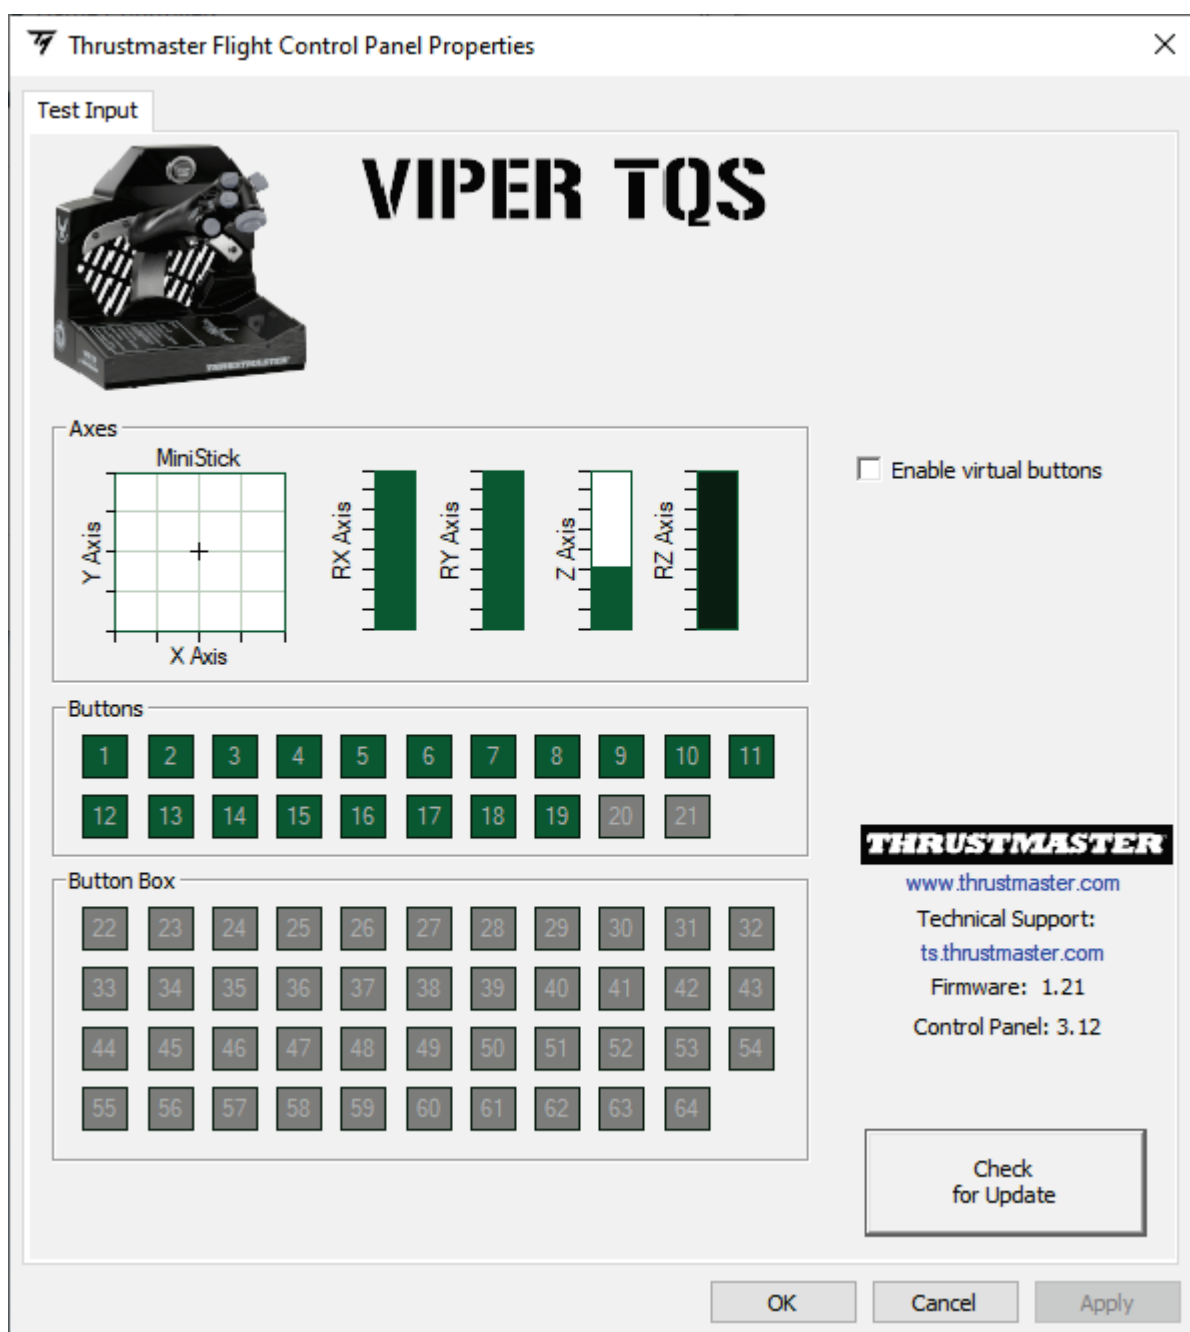 Thrustmaster Flight Control Panel Properties
Test Input
VIPER TQS
THRUSTMASTER
Axes
MiniStick
Y Axis
X Axis
RX Axis
RY Axis
Z Axis
RZ Axis
Enable virtual buttons
Buttons
1 2 3 4 5 6 7 8 9 10 11
12 13 14 15 16 17 18 19 20 21
Button Box
22 23 24 25 26 27 28 29 30 31 32
33 34 35 36 37 38 39 40 41 42 43
44 45 46 47 48 49 50 51 52 53 54
55 56 57 58 59 60 61 62 63 64
THRUSTMASTER
www.thrustmaster.com
Technical Support:
ts.thrustmaster.com
Firmware: 1.21
Control Panel: 3.12
Check
for Update
OK
Cancel
Apply